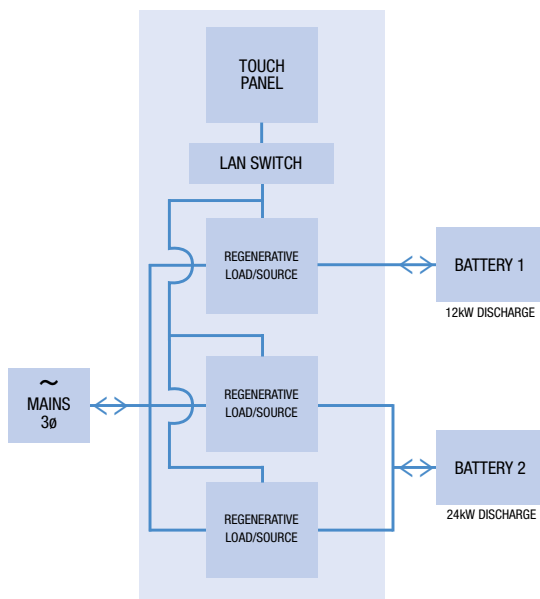 TOUCH
PANEL
LAN SWITCH
REGENERATIVE
LOAD/SOURCE
BATTERY 1
12kW DISCHARGE
REGENERATIVE
LOAD/SOURCE
~
MAINS
3ø
BATTERY 2
24kW DISCHARGE
REGENERATIVE
LOAD/SOURCE